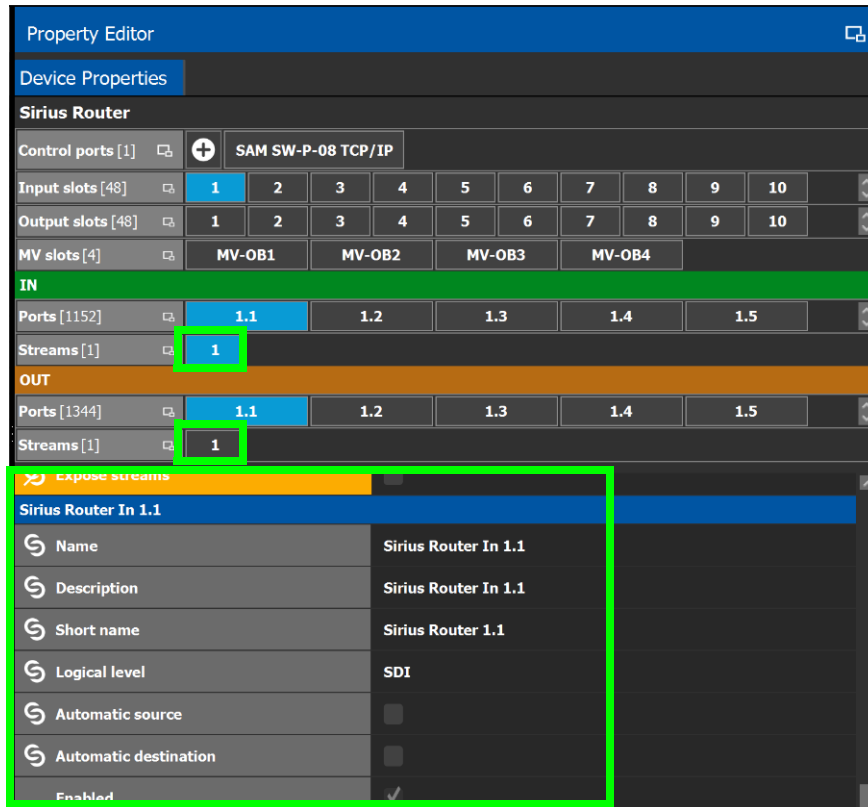 Property Editor
Device Properties
Sirius Router
Control ports [1] SAM SW-P-08 TCP/IP
Input slots [48] 1 2 3 4 5 6 7 8 9 10
Output slots [48] 1 2 3 4 5 6 7 8 9 10
MV slots [4] MV-OB1 MV-OB2 MV-OB3 MV-OB4
IN
Ports [1152] 1.1 1.2 1.3 1.4 1.5
Streams [1] 1
OUT
Ports [1344] 1.1 1.2 1.3 1.4 1.5
Streams [1] 1
Expose streams
Sirius Router In 1.1
Name Sirius Router In 1.1
Description Sirius Router In 1.1
Short name Sirius Router 1.1
Logical level SDI
Automatic source
Automatic destination
Enabled